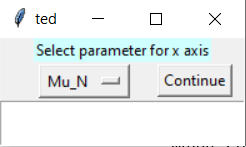 ted
Select parameter for x axis
Mu_N
Continue